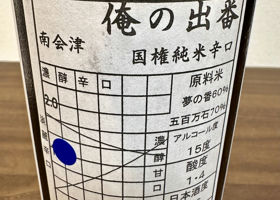 俺の出番
南会津
国権純米辛口
濃醇辛口
原料米
夢の香60%
五百万石70%
アルコール度
15度
酸度
1・4
日本酒度
濃醇甘口